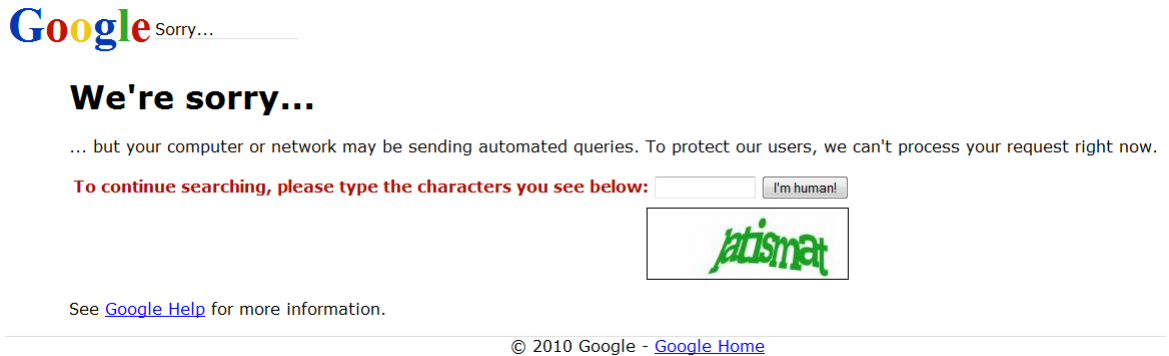 Google Sorry...
We're sorry...
... but your computer or network may be sending automated queries. To protect our users, we can't process your request right now.
To continue searching, please type the characters you see below: I'm human!
jatismat
See Google Help for more information.
© 2010 Google - Google Home